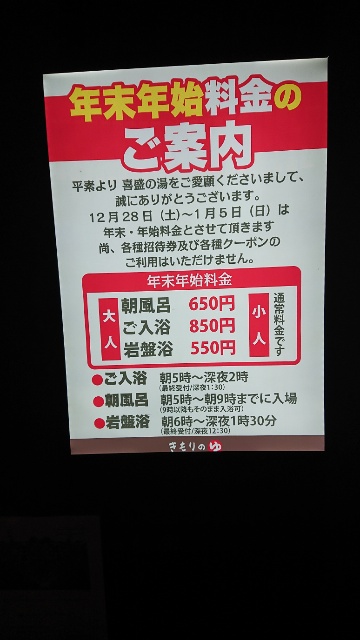 年末年始料金の
ご案内
平素より 喜盛の湯をご愛顧くださいまして、
誠にありがとうございます。
12月28日(土)～1月5日(日)は
年末・年始料金とさせて頂きます
尚、各種招待券及び各種クーポンの
ご利用はいただけません。
年末年始料金
大人
朝風呂 650円
ご入浴 850円
岩盤浴 550円
小人
通常料金です
●ご入浴 朝5時～深夜2時
(最終受付/深夜1:30)
●朝風呂 朝5時～朝9時までに入場
(9時以降もそのまま入浴可)
●岩盤浴 朝6時～深夜1時30分
(最終受付/深夜12:30)
きもりのゆ